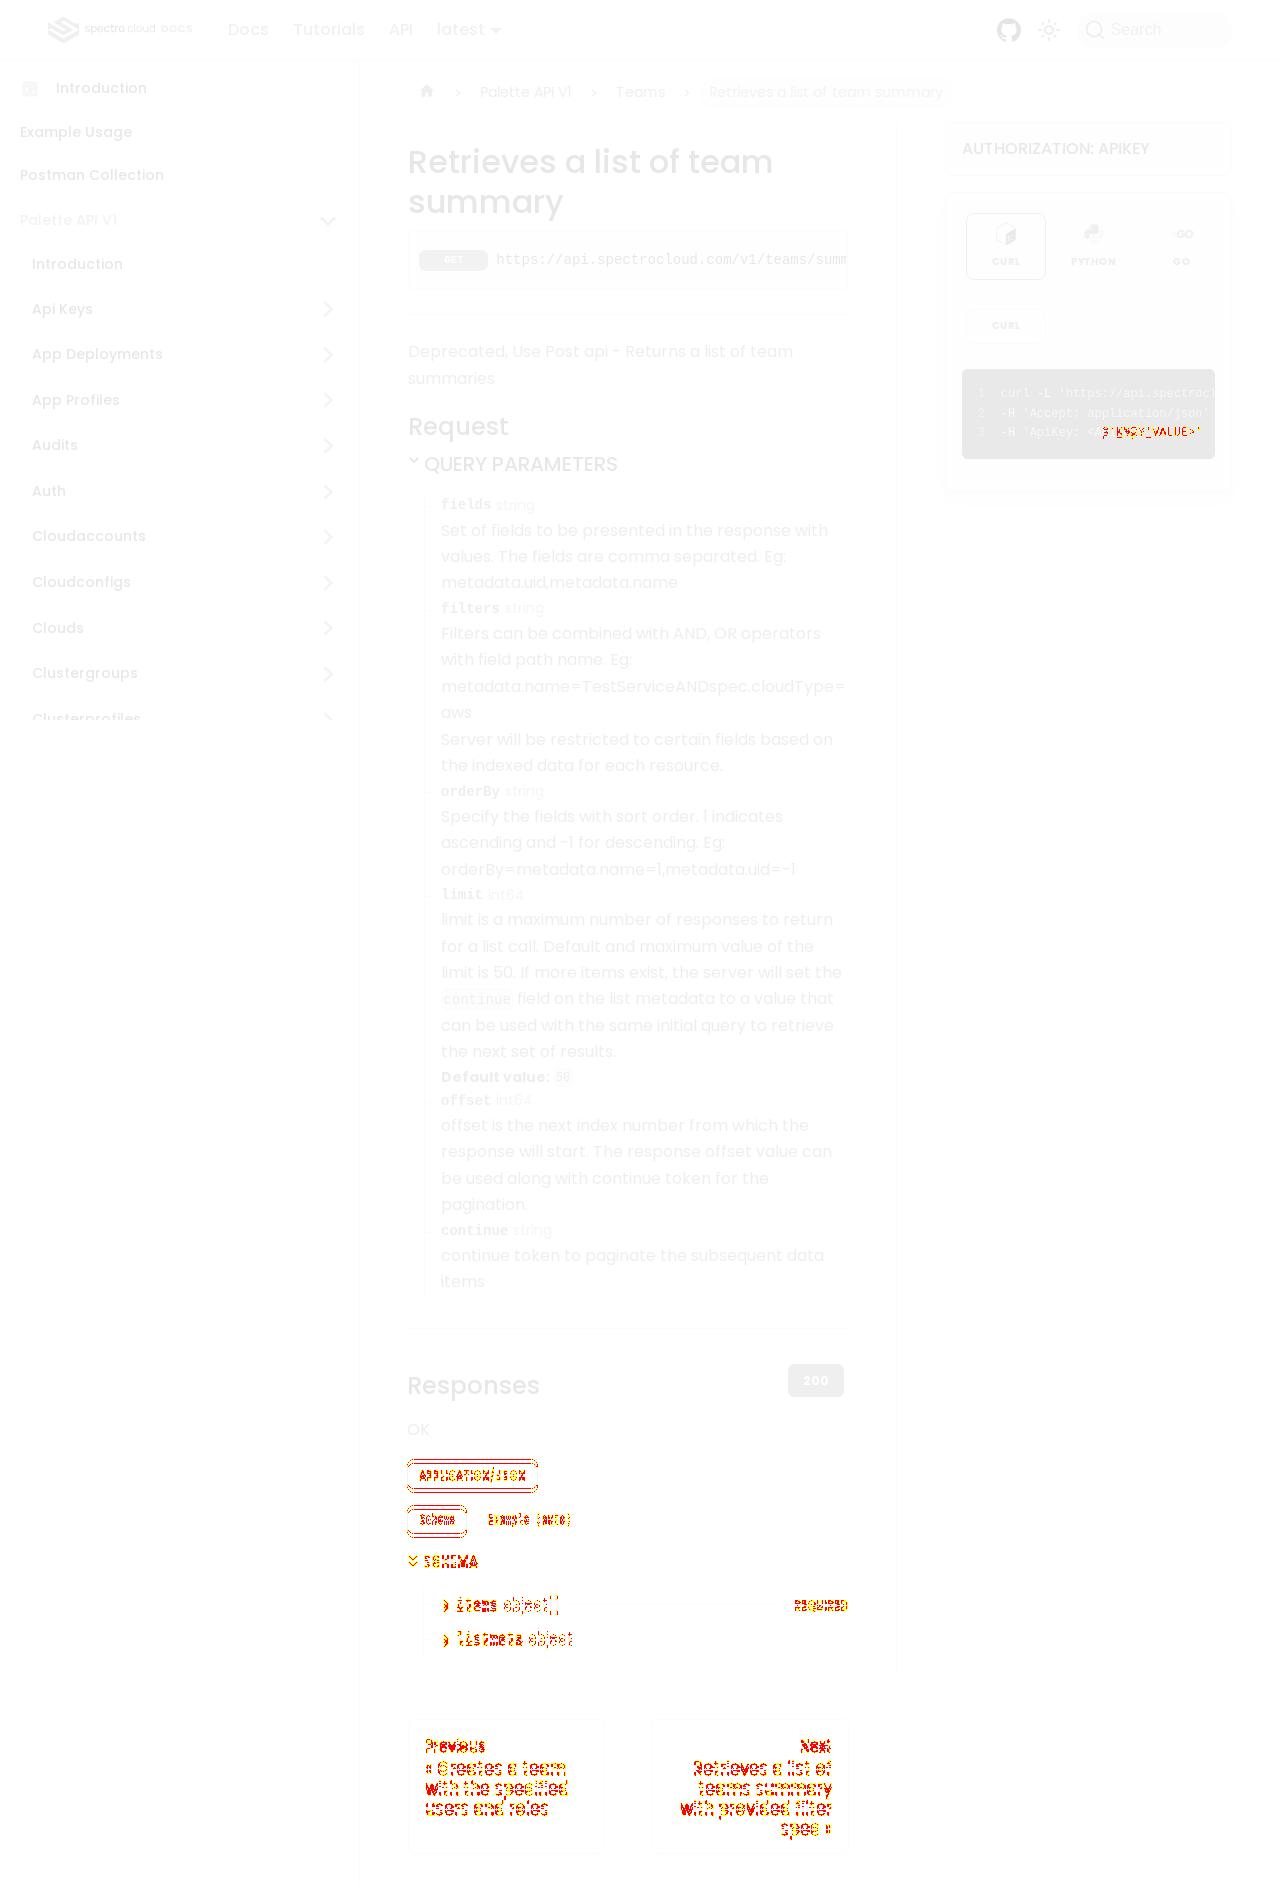 spectro cloud DOCS
Docs Tutorials API latest
Search
Introduction
Example Usage
Postman Collection
Palette API V1
Introduction
Api Keys
App Deployments
App Profiles
Audits
Auth
Cloudaccounts
Cloudconfigs
Clouds
Clustergroups
Clusterprofiles
Palette API V1 > Teams > Retrieves a list of team summary
Retrieves a list of team
summary
GET https://api.spectrocloud.com/v1/teams/summ
Deprecated, Use Post api - Returns a list of team
summaries
Request
QUERY PARAMETERS
fields string
Set of fields to be presented in the response with
values. The fields are comma separated. Eg:
metadata.uid,metadata.name
filters string
Filters can be combined with AND, OR operators
with field path name. Eg:
metadata.name=TestServiceANDspec.cloudType=
aws
Server will be restricted to certain fields based on
the indexed data for each resource.
orderBy string
Specify the fields with sort order. 1 indicates
ascending and -1 for descending. Eg:
orderBy=metadata.name=1,metadata.uid=-1
limit int64
limit is a maximum number of responses to return
for a list call. Default and maximum value of the
limit is 50. If more items exist, the server will set the
continue field on the list metadata to a value that
can be used with the same initial query to retrieve
the next set of results.
Default value: 50
offset int64
offset is the next index number from which the
response will start. The response offset value can
be used along with continue token for the
pagination.
continue string
continue token to paginate the subsequent data
items
Responses
200
OK
APPLICATION/JSON
Schema Example (auto)
SCHEMA
items object[] REQUIRED
listmeta object
Previous
« Creates a team
with the specified
users and roles
Next
Retrieves a list of
teams summary
with provided filter
spec »
AUTHORIZATION: APIKEY
CURL PYTHON GO
CURL
1 curl -L 'https://api.spectrocl
2 -H 'Accept: application/json'
3 -H 'ApiKey: _VALUE>'